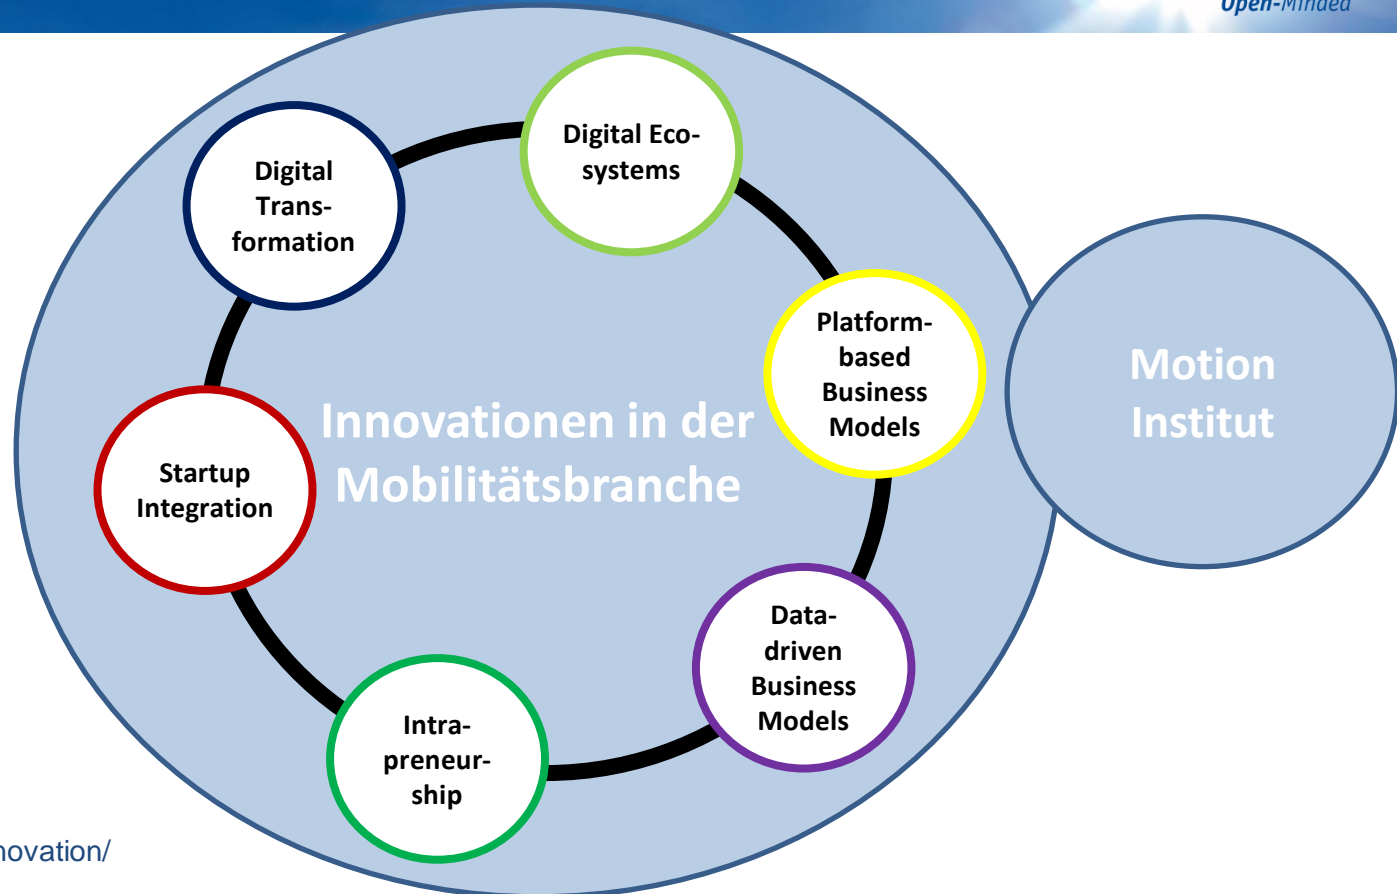 Open-Minded
Digital Eco-
systems
Digital
Trans-
formation
Platform-
based
Business
Models
Motion
Institut
Innovationen in der
Mobilitätsbranche
Startup
Integration
Data-
driven
Business
Models
Intra-
preneur-
ship
novation/